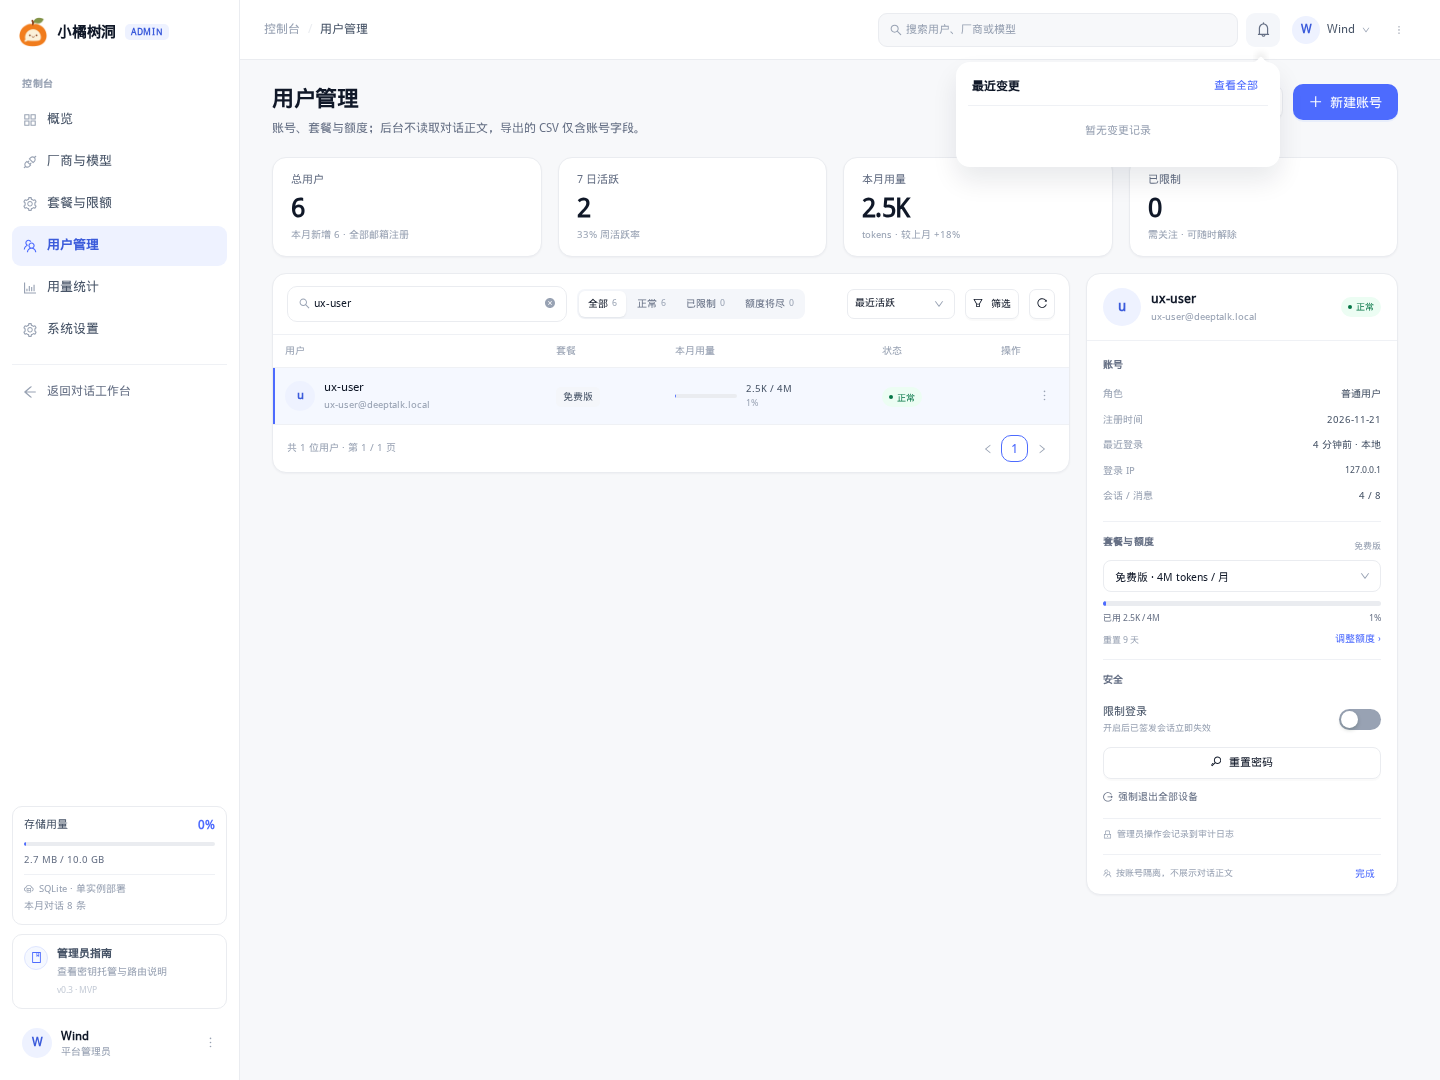 小橘树洞 ADMIN
控制台
概览
厂商与模型
套餐与限额
用户管理
用量统计
系统设置
返回对话工作台
存储用量 0%
2.7 MB / 10.0 GB
SQLite · 单实例部署
本月对话 8 条
管理员指南
查看密钥托管与路由说明
v0.3 · MVP
W Wind
平台管理员
控制台 / 用户管理
搜索用户、厂商或模型
W Wind
最近变更 查看全部
暂无变更记录
用户管理
账号、套餐与额度；后台不读取对话正文，导出的 CSV 仅含账号字段。
新建账号
总用户
6
本月新增 6 · 全部邮箱注册
7 日活跃
2
33% 周活跃率
本月用量
2.5K
tokens · 较上月 +18%
已限制
0
需关注 · 可随时解除
ux-user
全部 6 正常 6 已限制 0 额度将尽 0
最近活跃
筛选
用户 套餐 本月用量 状态 操作
u ux-user
ux-user@deeptalk.local
免费版
2.5K / 4M
1%
正常
共 1 位用户 · 第 1 / 1 页
1
u ux-user
ux-user@deeptalk.local
正常
账号
角色 普通用户
注册时间 2026-11-21
最近登录 4 分钟前 · 本地
登录 IP 127.0.0.1
会话 / 消息 4 / 8
套餐与额度 免费版
免费版 · 4M tokens / 月
已用 2.5K / 4M 1%
重置 9 天 调整额度 ›
安全
限制登录
开启后已签发会话立即失效
重置密码
强制退出全部设备
管理员操作会记录到审计日志
按账号隔离，不展示对话正文 完成